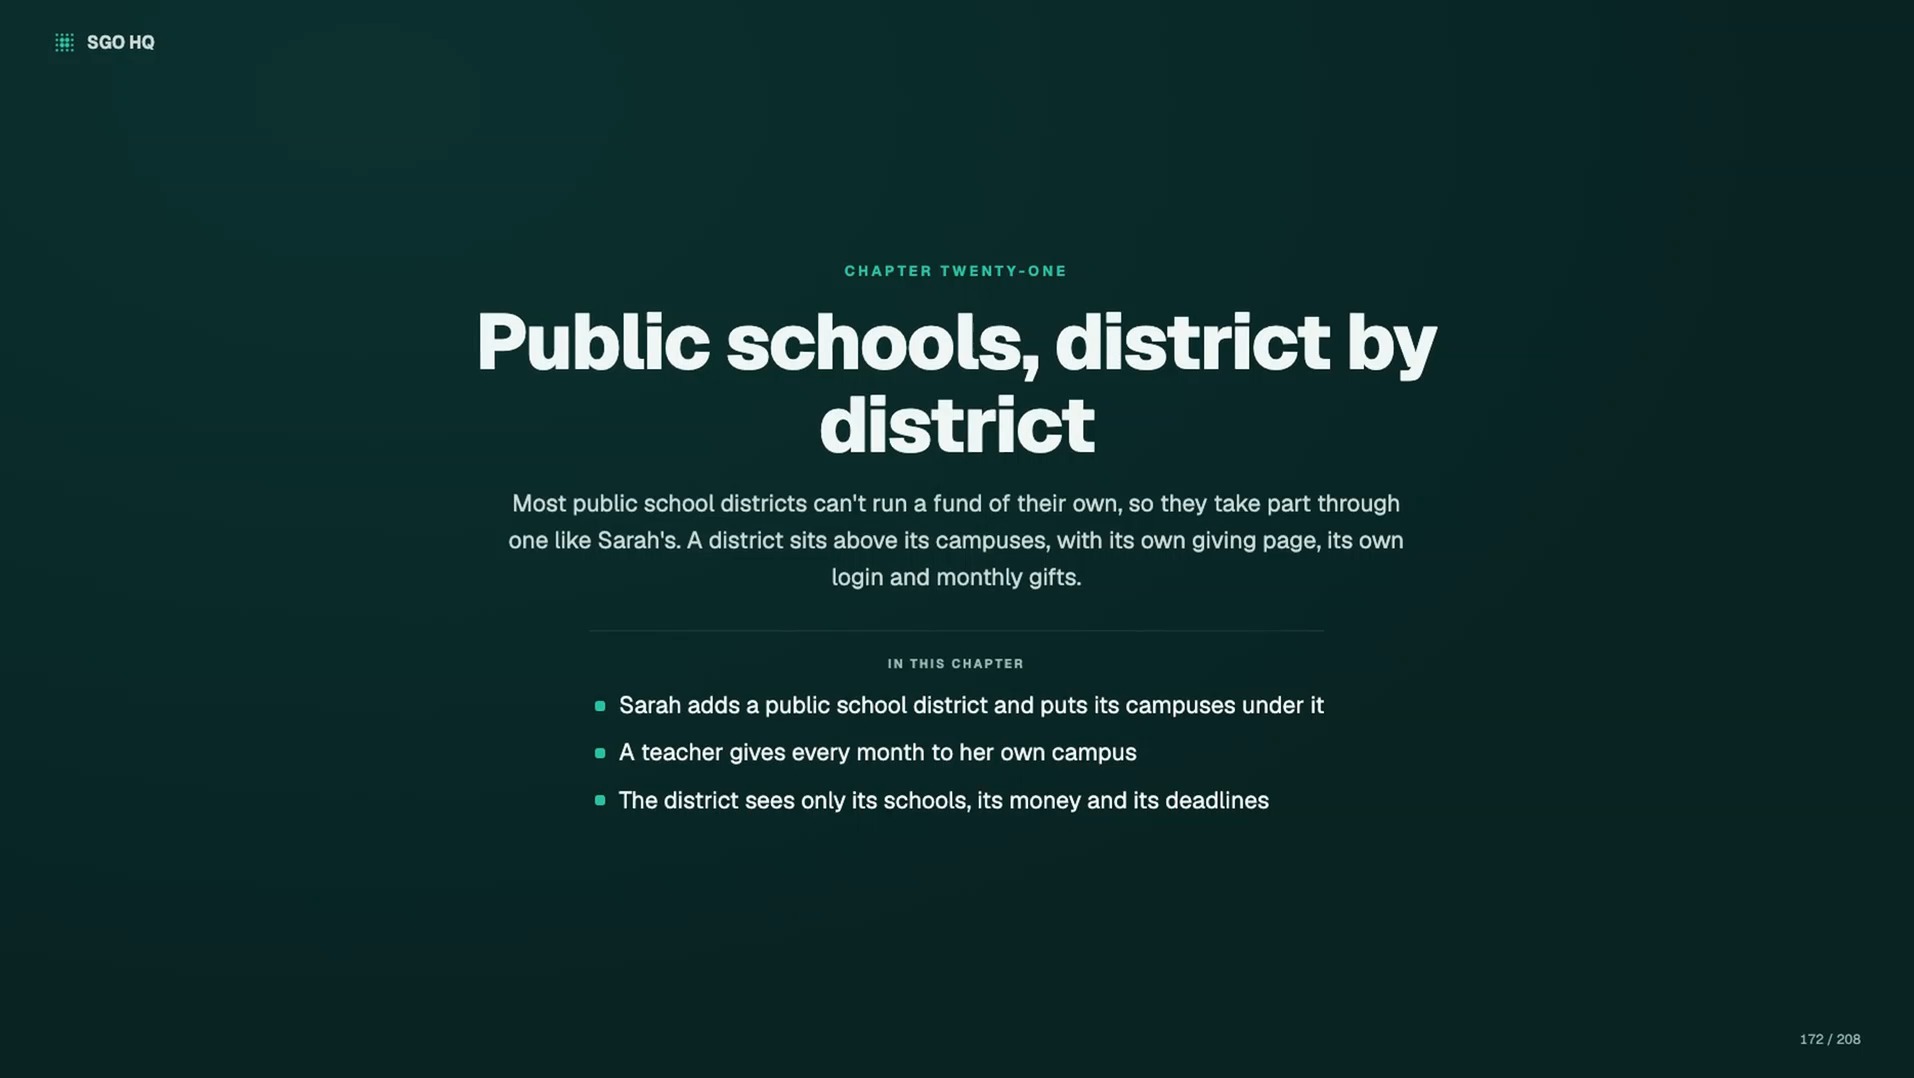 SGO HQ
CHAPTER TWENTY-ONE
Public schools, district by
district
Most public school districts can't run a fund of their own, so they take part through
one like Sarah's. A district sits above its campuses, with its own giving page, its own
login and monthly gifts.
IN THIS CHAPTER
Sarah adds a public school district and puts its campuses under it
A teacher gives every month to her own campus
The district sees only its schools, its money and its deadlines
172 / 208